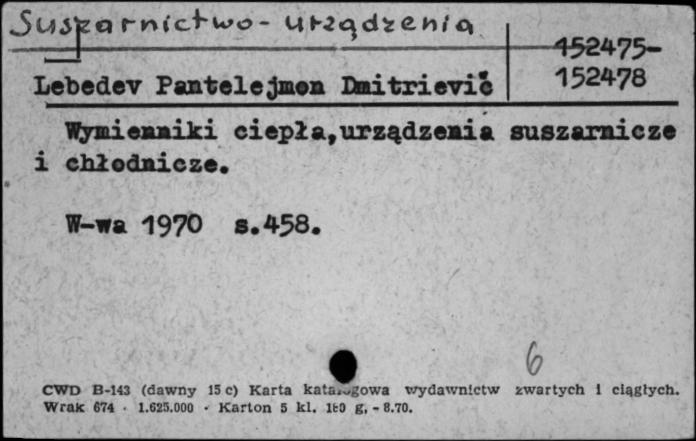 Suszarnictwo - urządzenia
152475-
152478
Lebedev Pantelejmon Dmitrievič
Wymienniki ciepła,urządzenia suszarnicze
i chłodnicze.
W-wa 1970 s.458.
6
CWD B-143 (dawny 15 c) Karta katalogowa wydawnictw zwartych i ciągłych.
Wrak 674 · 1.625.000 · Karton 5 kl. 180 g. - 8.70.